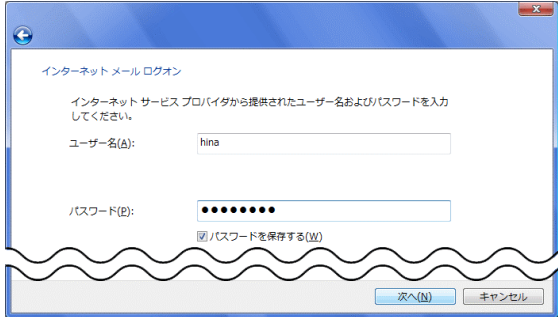 インターネット メール ログオン
インターネット サービス プロバイダから提供されたユーザー名およびパスワードを入力
してください。
ユーザー名(A):
hina
パスワード(P):
●●●●●●●●
パスワードを保存する(W)
次へ(N)
キャンセル